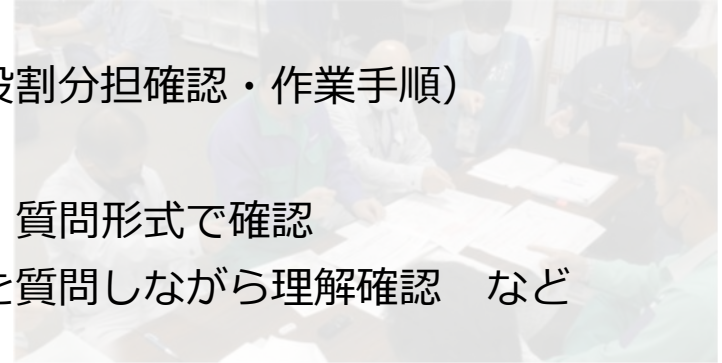 割分担確認・作業手順）
質問形式で確認
質問しながら理解確認　など